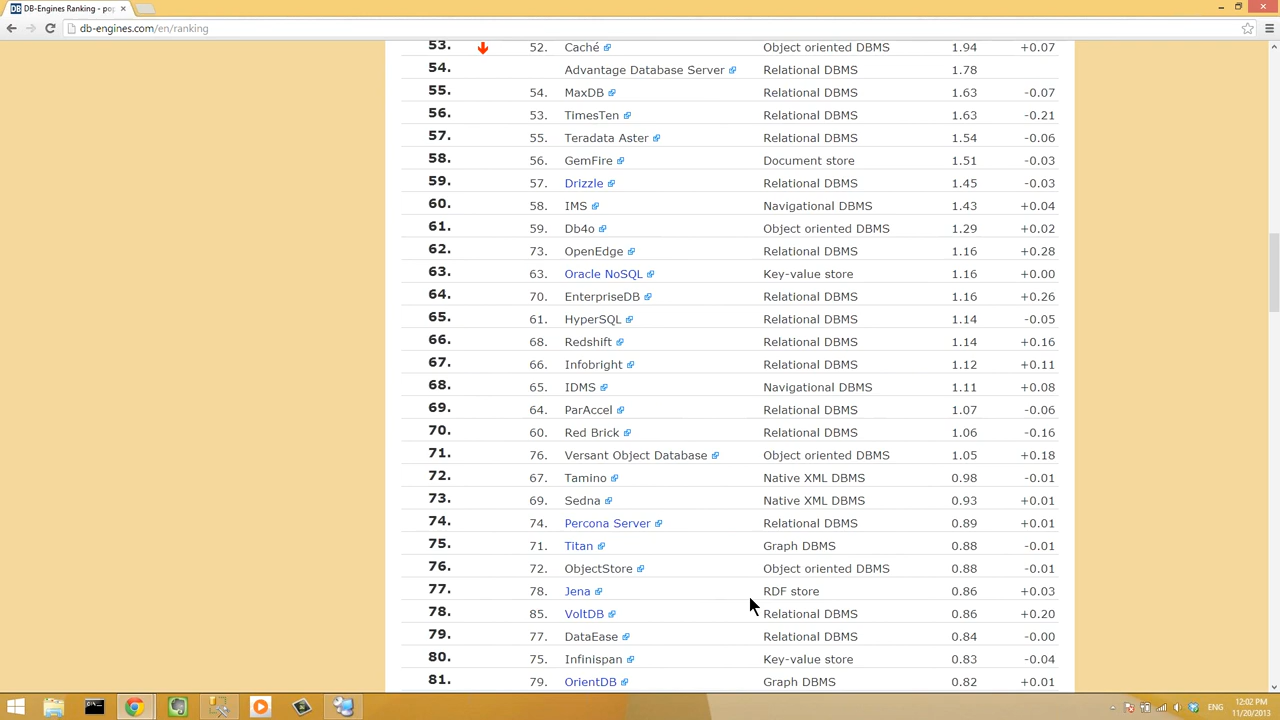 DB-Engines Ranking - pop
db-engines.com/en/ranking
53. 52. Caché Object oriented DBMS 1.94 +0.07
54. Advantage Database Server Relational DBMS 1.78
55. 54. MaxDB Relational DBMS 1.63 -0.07
56. 53. TimesTen Relational DBMS 1.63 -0.21
57. 55. Teradata Aster Relational DBMS 1.54 -0.06
58. 56. GemFire Document store 1.51 -0.03
59. 57. Drizzle Relational DBMS 1.45 -0.03
60. 58. IMS Navigational DBMS 1.43 +0.04
61. 59. Db4o Object oriented DBMS 1.29 +0.02
62. 73. OpenEdge Relational DBMS 1.16 +0.28
63. 63. Oracle NoSQL Key-value store 1.16 +0.00
64. 70. EnterpriseDB Relational DBMS 1.16 +0.26
65. 61. HyperSQL Relational DBMS 1.14 -0.05
66. 68. Redshift Relational DBMS 1.14 +0.16
67. 66. Infobright Relational DBMS 1.12 +0.11
68. 65. IDMS Navigational DBMS 1.11 +0.08
69. 64. ParAccel Relational DBMS 1.07 -0.06
70. 60. Red Brick Relational DBMS 1.06 -0.16
71. 76. Versant Object Database Object oriented DBMS 1.05 +0.18
72. 67. Tamino Native XML DBMS 0.98 -0.01
73. 69. Sedna Native XML DBMS 0.93 +0.01
74. 74. Percona Server Relational DBMS 0.89 +0.01
75. 71. Titan Graph DBMS 0.88 -0.01
76. 72. ObjectStore Object oriented DBMS 0.88 -0.01
77. 78. Jena RDF store 0.86 +0.03
78. 85. VoltDB Relational DBMS 0.86 +0.20
79. 77. DataEase Relational DBMS 0.84 -0.00
80. 75. Infinispan Key-value store 0.83 -0.04
81. 79. OrientDB Graph DBMS 0.82 +0.01
ENG
12:02 PM
11/20/2013